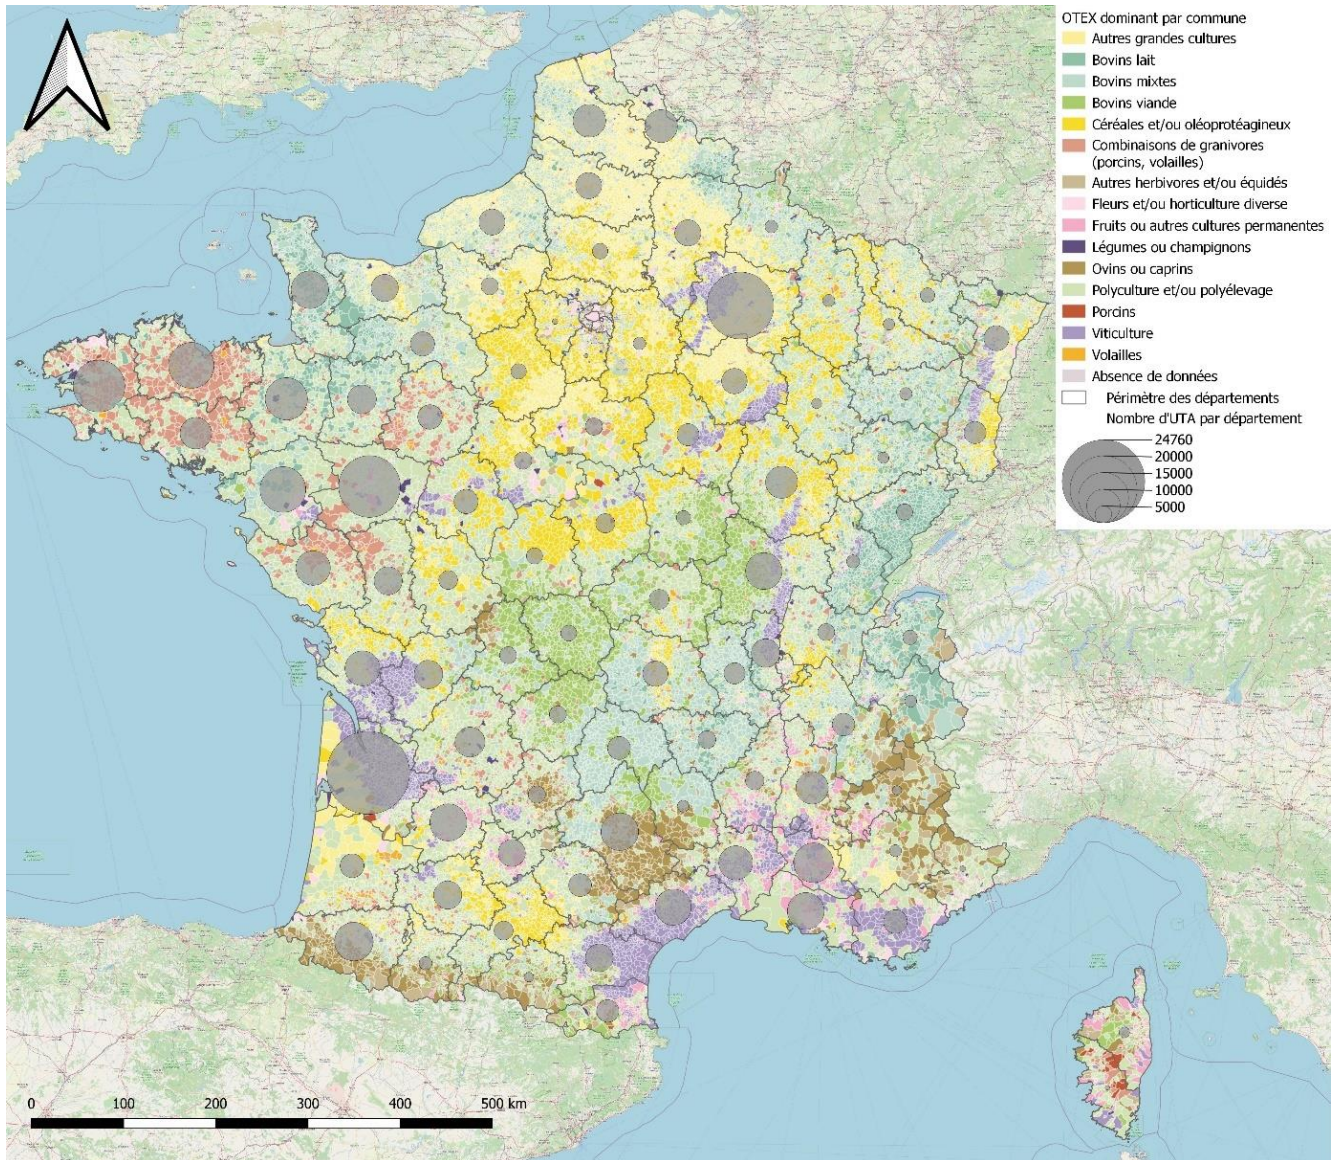 OTEX dominant par commune
Autres grandes cultures
Bovins lait
Bovins mixtes
Bovins viande
Céréales et/ou oléoprotéagineux
Combinaisons de granivores
(porcins, volailles)
Autres herbivores et/ou équidés
Fleurs et/ou horticulture diverse
Fruits ou autres cultures permanentes
Légumes ou champignons
Ovins ou caprins
Polyculture et/ou polyélevage
Porcins
Viticulture
Volailles
Absence de données
Périmètre des départements
Nombre d'UTA par département
24760
20000
15000
10000
5000
0 100 200 300 400 500 km